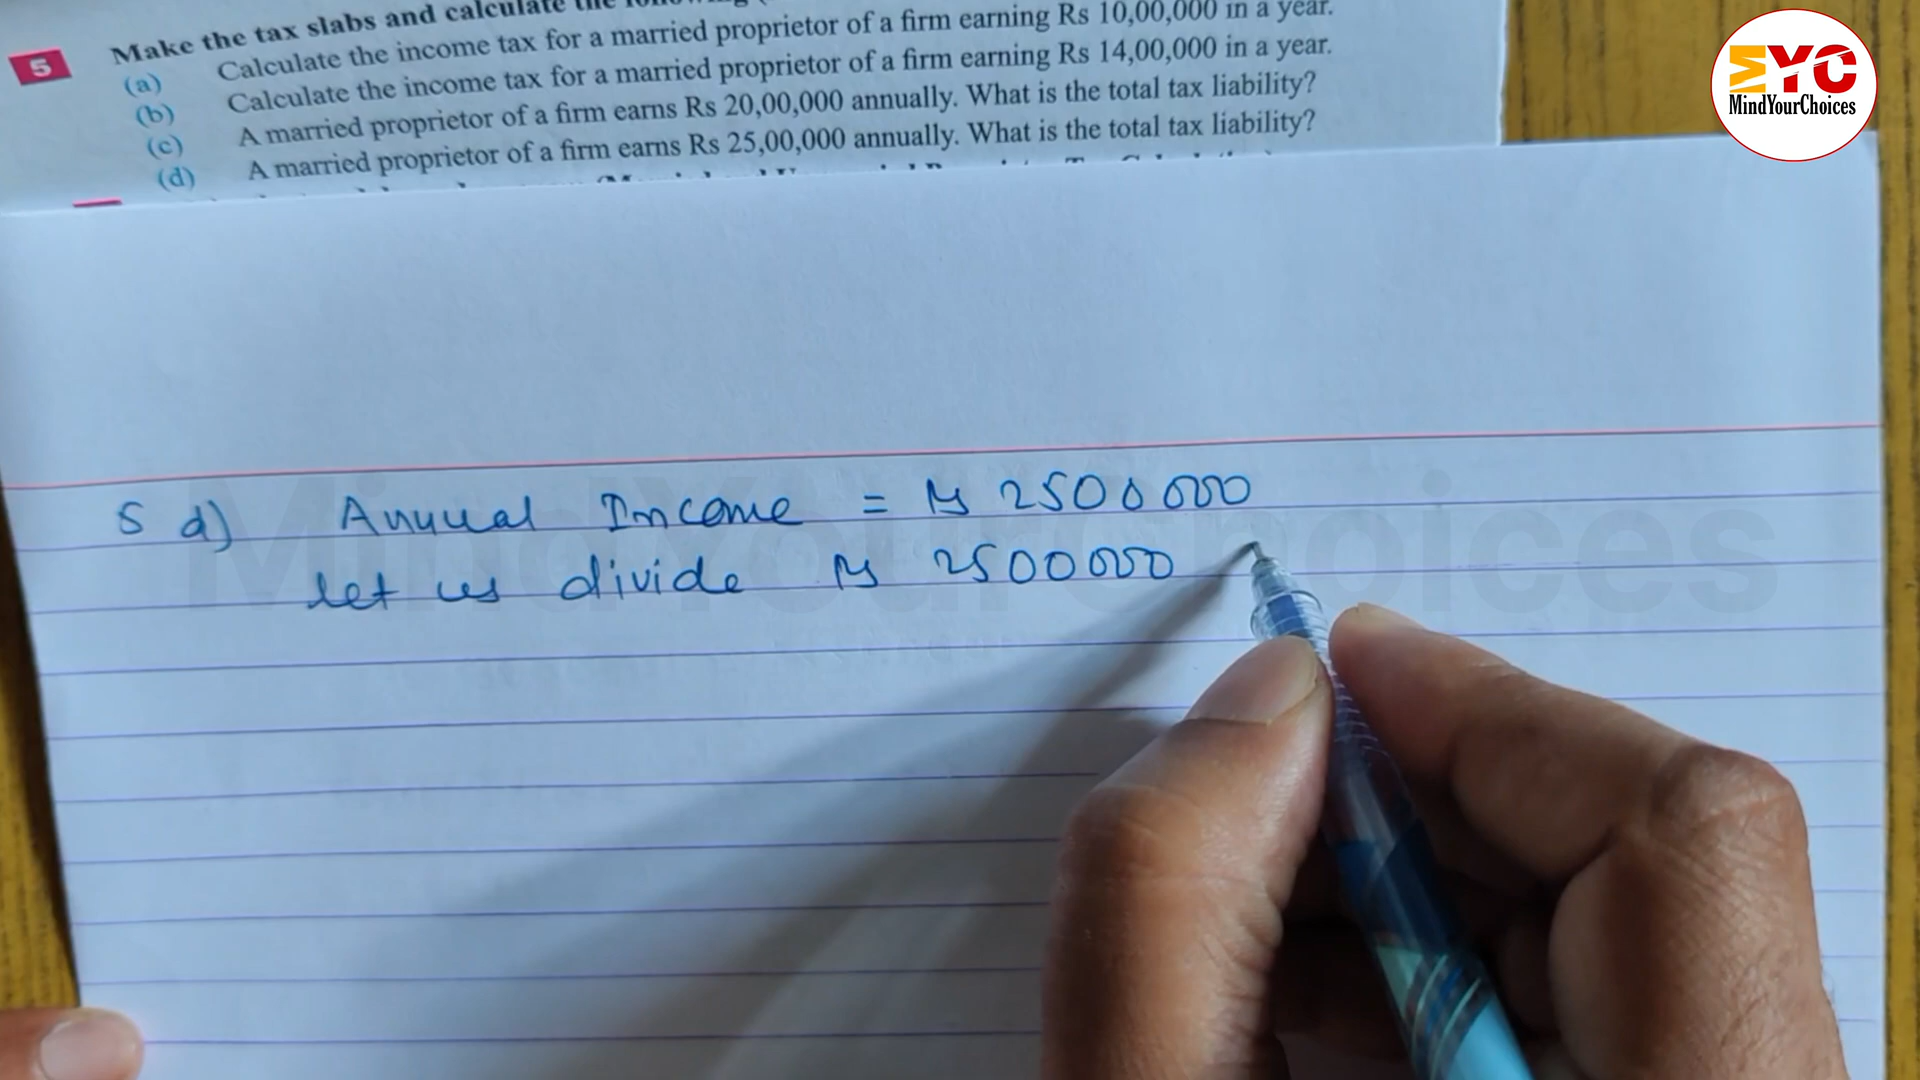 5 Make the tax slabs and calculate the
(a) Calculate the income tax for a married proprietor of a firm earning Rs 10,00,000 in a year.
(b) Calculate the income tax for a married proprietor of a firm earning Rs 14,00,000 in a year.
(c) A married proprietor of a firm earns Rs 20,00,000 annually. What is the total tax liability?
(d) A married proprietor of a firm earns Rs 25,00,000 annually. What is the total tax liability?
MYC
MindYourChoices
5 d) Annual Income = Rs 2500000
let us divide Rs 2500000
MindYourChoices